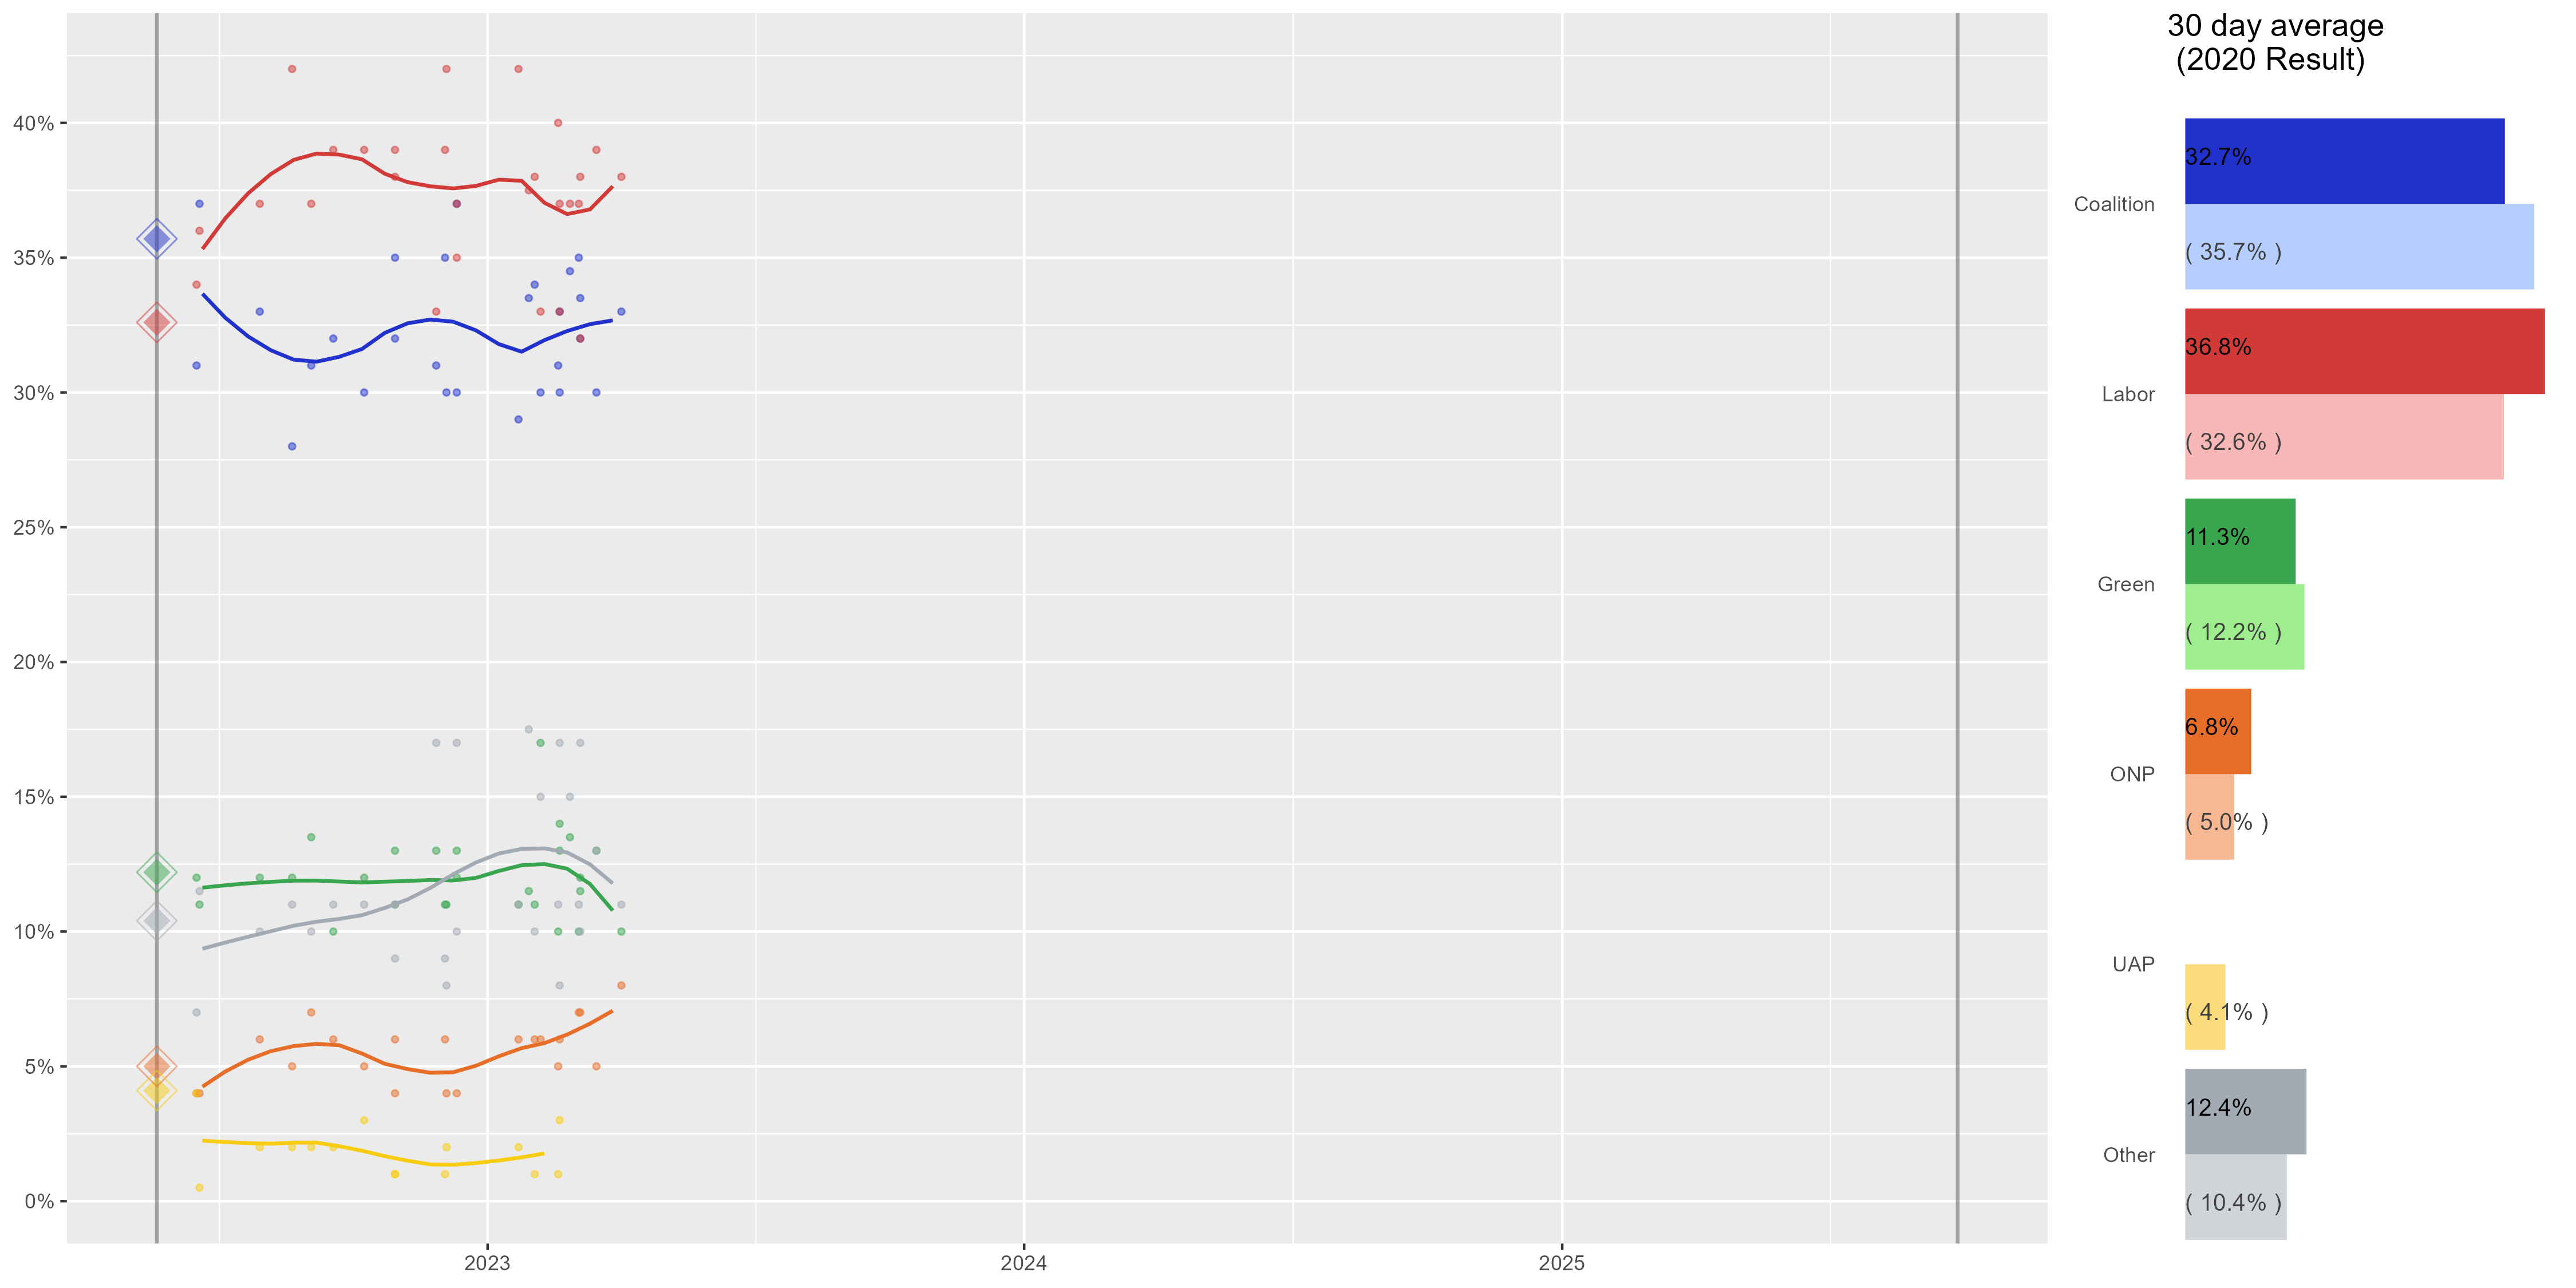 30 day average
(2020 Result)
40%
35%
30%
25%
20%
15%
10%
5%
0%
2023
2024
2025
Coalition
32.7%
( 35.7% )
Labor
36.8%
( 32.6% )
Green
11.3%
( 12.2% )
ONP
6.8%
( 5.0% )
UAP
( 4.1% )
Other
12.4%
( 10.4% )